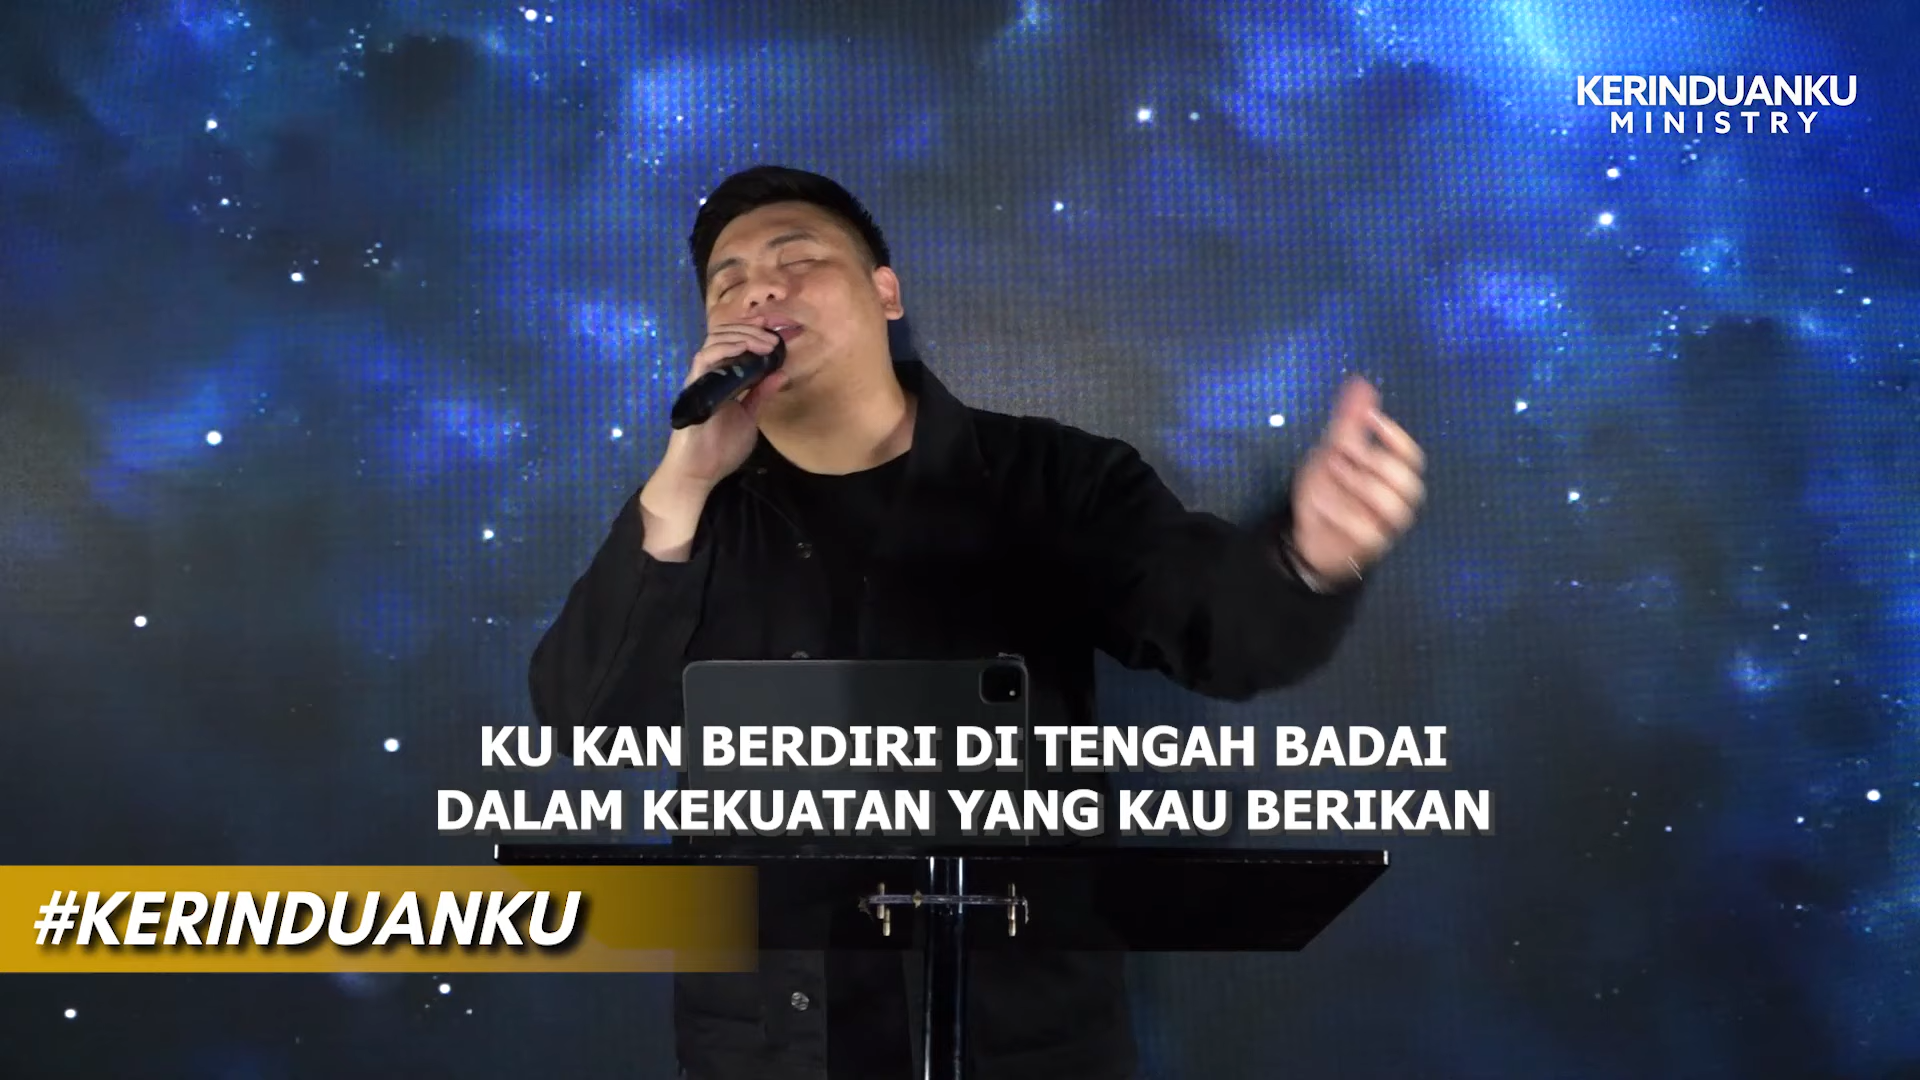 KERINDUANKU
MINISTRY
KU KAN BERDIRI DI TENGAH BADAI
DALAM KEKUATAN YANG KAU BERIKAN
#KERINDUANKU